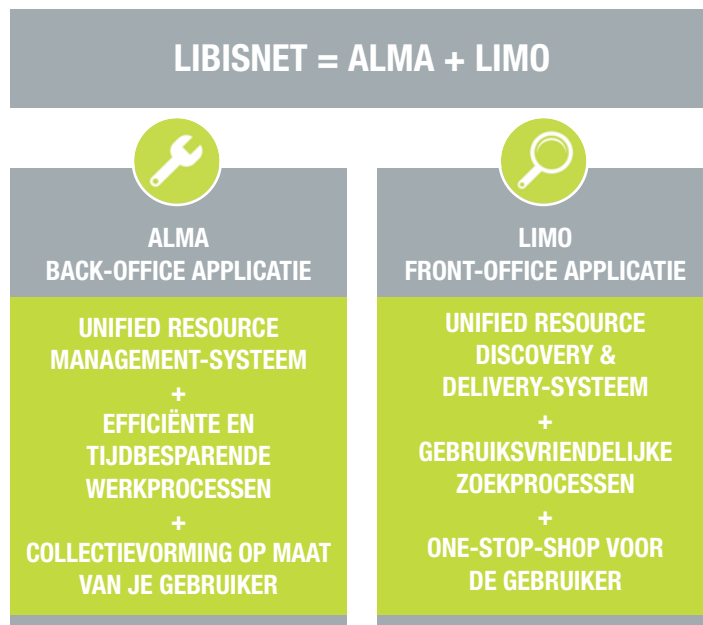 LIBISNET = ALMA + LIMO
ALMA
BACK-OFFICE APPLICATIE
UNIFIED RESOURCE
MANAGEMENT-SYSTEEM
+
EFFICIËNTE EN
TIJDBESPARENDE
WERKPROCESSEN
+
COLLECTIEVORMING OP MAAT
VAN JE GEBRUIKER
LIMO
FRONT-OFFICE APPLICATIE
UNIFIED RESOURCE
DISCOVERY &
DELIVERY-SYSTEEM
+
GEBRUIKSVRIENDELIJKE
ZOEKPROCESSEN
+
ONE-STOP-SHOP VOOR
DE GEBRUIKER